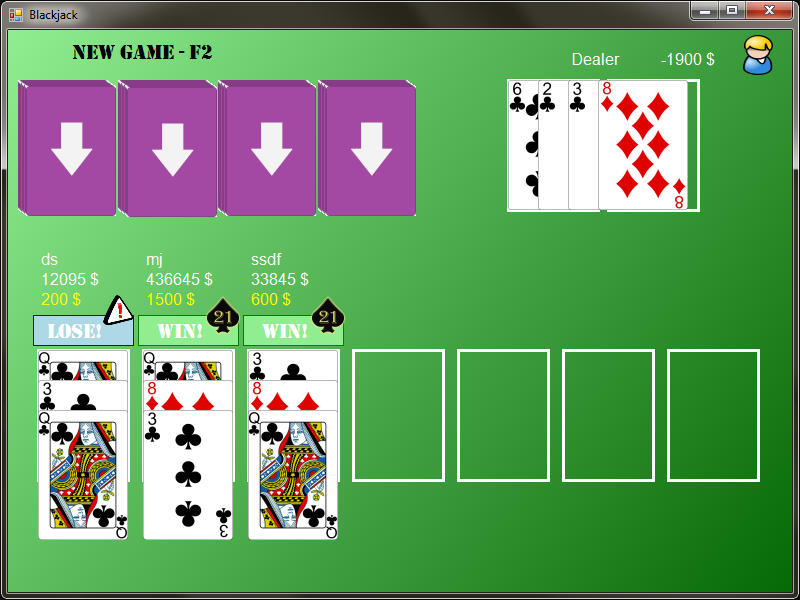 Blackjack
NEW GAME - F2
Dealer -1900 $
6 2 3 8
8
ds mj ssdf
12095 $ 436645 $ 33845 $
200 $ 1500 $ 600 $
! 21 21
LOSE! WIN! WIN!
Q Q 3
3 8 8
Q 3 Q
Q 3 Q